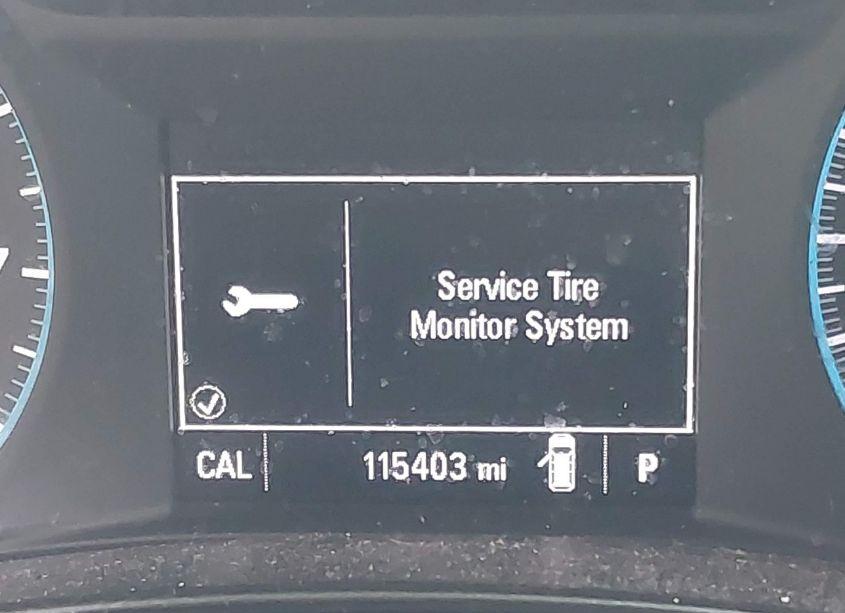 Service Tire
Monitor System
CAL 115403 mi P